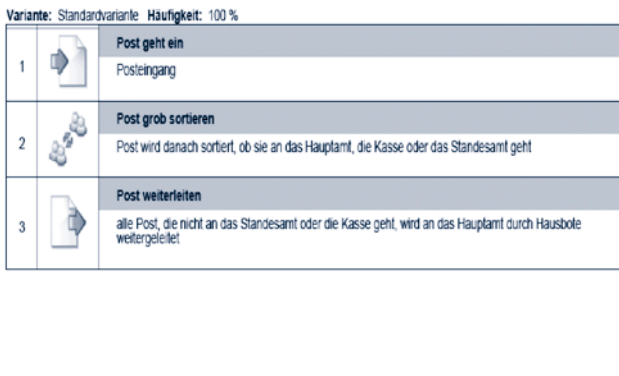 Variante: Standardvariante Häufigkeit: 100 %
Post geht ein
1
Posteingang
Post grob sortieren
2
Post wird danach sortiert, ob sie an das Hauptamt, die Kasse oder das Standesamt geht
Post weiterleiten
3
alle Post, die nicht an das Standesamt oder die Kasse geht, wird an das Hauptamt durch Hausbote
weitergeleitet